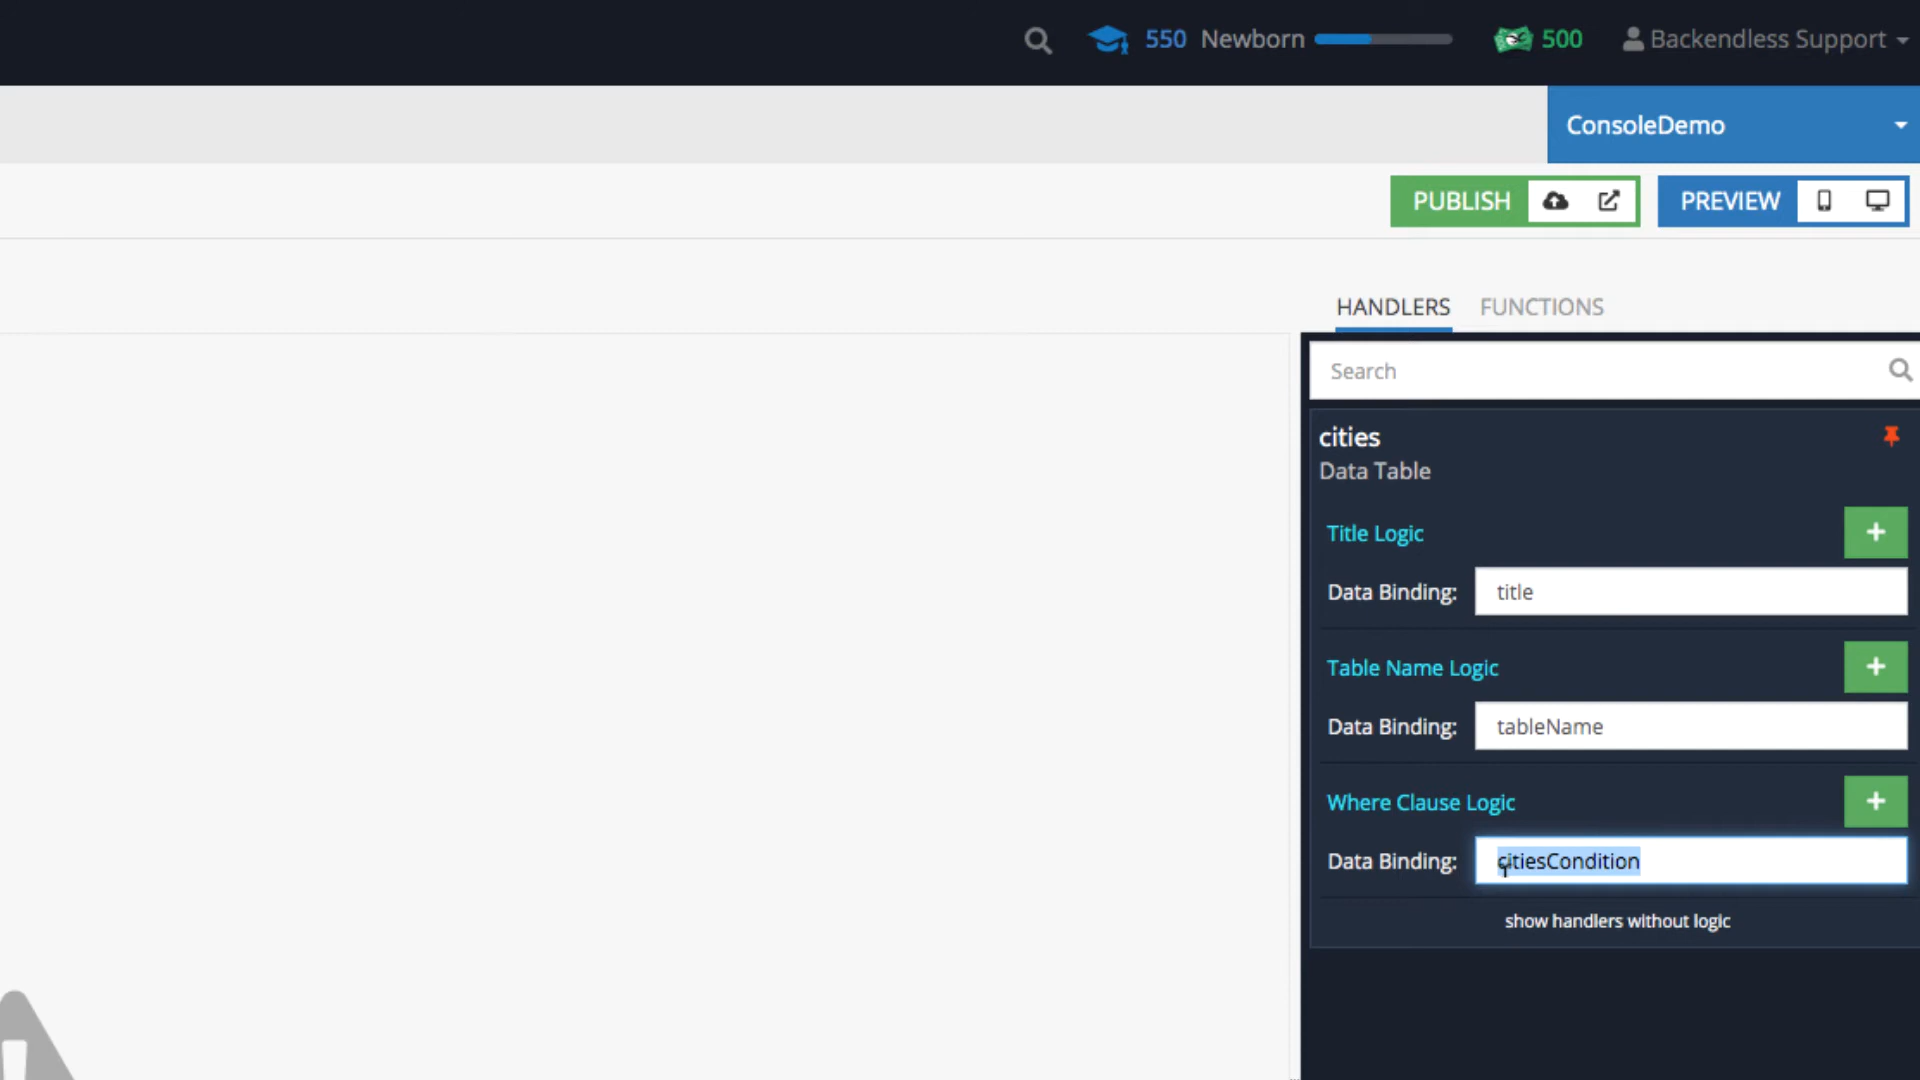 550 Newborn 500 Backendless Support
ConsoleDemo
PUBLISH PREVIEW
HANDLERS FUNCTIONS
Search
cities
Data Table
Title Logic
Data Binding: title
Table Name Logic
Data Binding: tableName
Where Clause Logic
Data Binding: citiesCondition
show handlers without logic